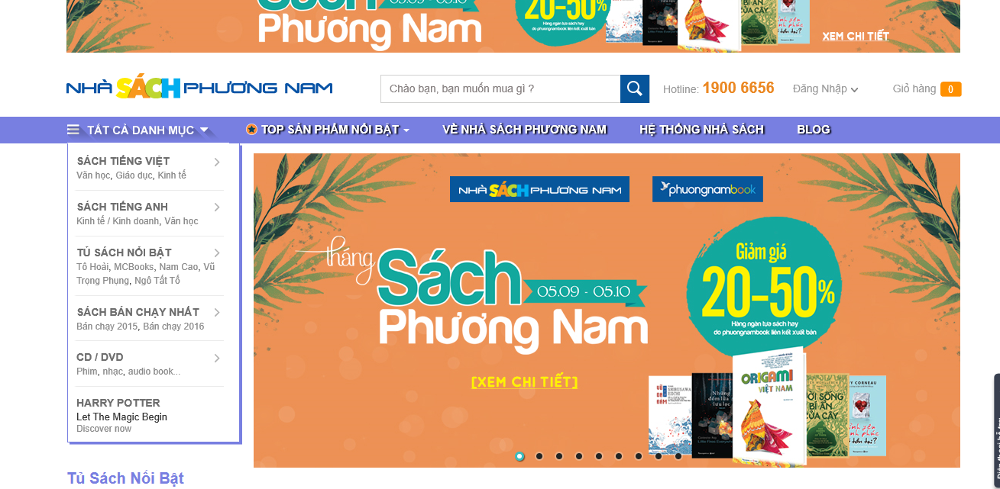 Phương Nam
20-50%
Hàng ngàn tựa sách hay
do phuongnambook liên kết xuất bản
XEM CHI TIẾT
NHÀ SÁCH PHƯƠNG NAM
Chào bạn, bạn muốn mua gì ?
Hotline: 1900 6656
Đăng Nhập
Giỏ hàng 0
TẤT CẢ DANH MỤC
TOP SẢN PHẨM NỔI BẬT
VỀ NHÀ SÁCH PHƯƠNG NAM
HỆ THỐNG NHÀ SÁCH
BLOG
SÁCH TIẾNG VIỆT
Văn học, Giáo dục, Kinh tế
SÁCH TIẾNG ANH
Kinh tế / Kinh doanh, Văn học
TỦ SÁCH NỔI BẬT
Tô Hoài, MCBooks, Nam Cao, Vũ
Trọng Phụng, Ngô Tất Tố
SÁCH BÁN CHẠY NHẤT
Bán chạy 2015, Bán chạy 2016
CD / DVD
Phim, nhạc, audio book...
HARRY POTTER
Let The Magic Begin
Discover now
NHÀ SÁCH PHƯƠNG NAM
phuongnambook
tháng
Sách
05.09 - 05.10
Phương Nam
[XEM CHI TIẾT]
Giảm giá
20-50%
Hàng ngàn tựa sách hay
do phuongnambook liên kết xuất bản
SHIBUSAWA
EIICHI
Những
đốm lửa
lưu lạc
ORIGAMI
VIỆT NAM
ĐỜI SỐNG
BÍ ẨN
CỦA CÂY
CORNEAU
Tủ Sách Nổi Bật